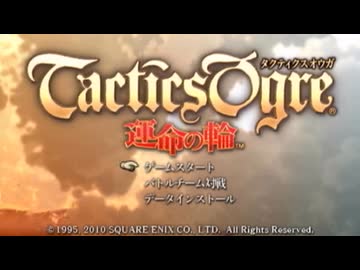 タクティクスオウガ
Tactics Ogre®
運命の輪™
ゲームスタート
バトルチーム対戦
データインストール
© 1995, 2010 SQUARE ENIX CO., LTD. All Rights Reserved.